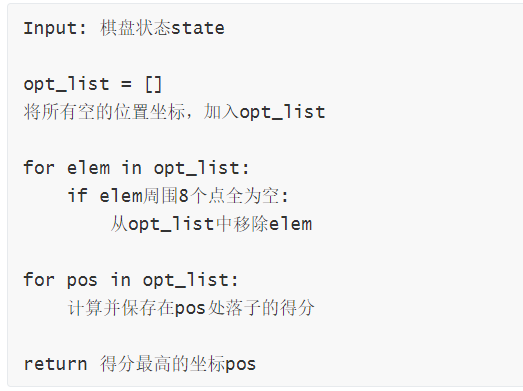 Input: 棋盘状态state
opt_list = []
将所有空的位置坐标，加入opt_list
for elem in opt_list:
    if elem周围8个点全为空:
        从opt_list中移除elem
for pos in opt_list:
    计算并保存在pos处落子的得分
return 得分最高的坐标pos